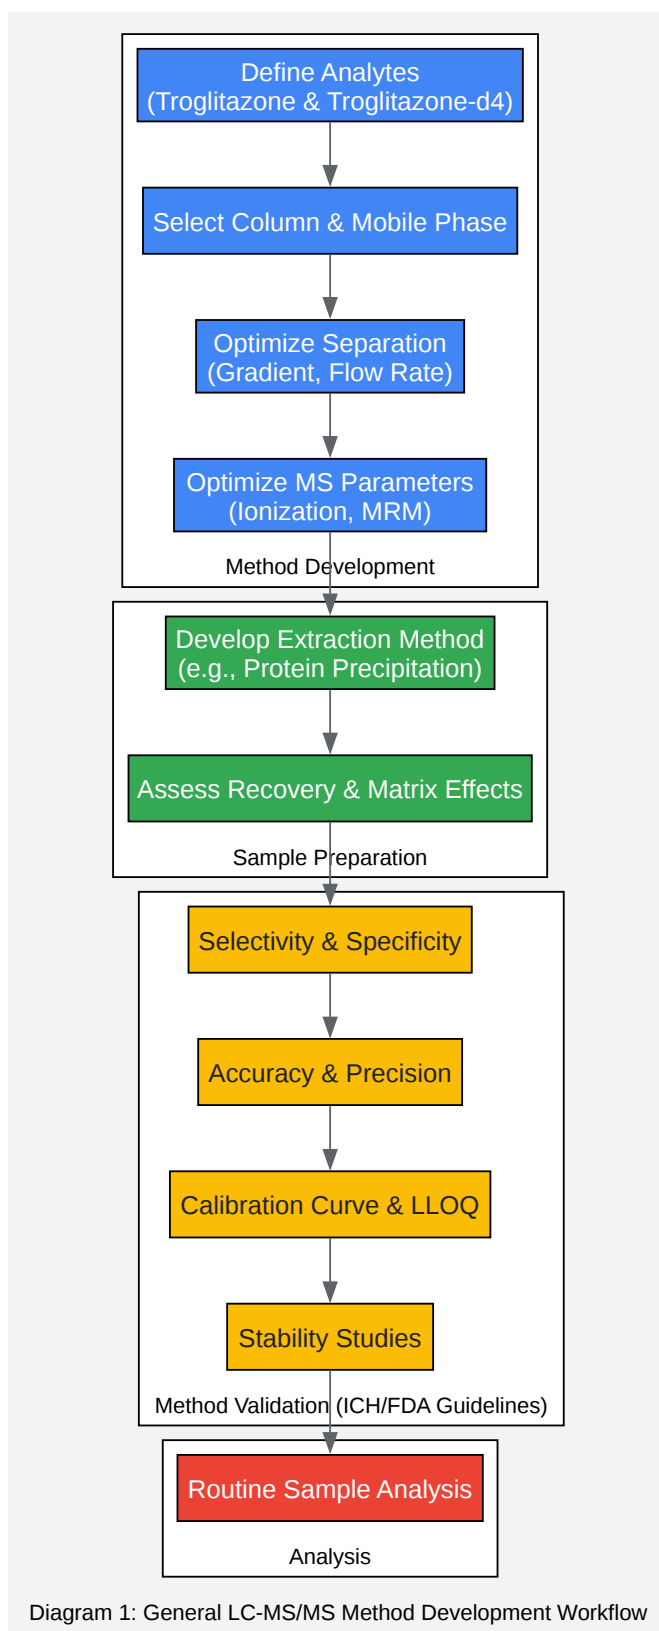 Define Analytes
(Troglitazone & Troglitazone-d4)
Select Column & Mobile Phase
Optimize Separation
(Gradient, Flow Rate)
Optimize MS Parameters
(Ionization, MRM)
Method Development
Develop Extraction Method
(e.g., Protein Precipitation)
Assess Recovery & Matrix Effects
Sample Preparation
Selectivity & Specificity
Accuracy & Precision
Calibration Curve & LLOQ
Stability Studies
Method Validation (ICH/FDA Guidelines)
Routine Sample Analysis
Analysis
Diagram 1: General LC-MS/MS Method Development Workflow